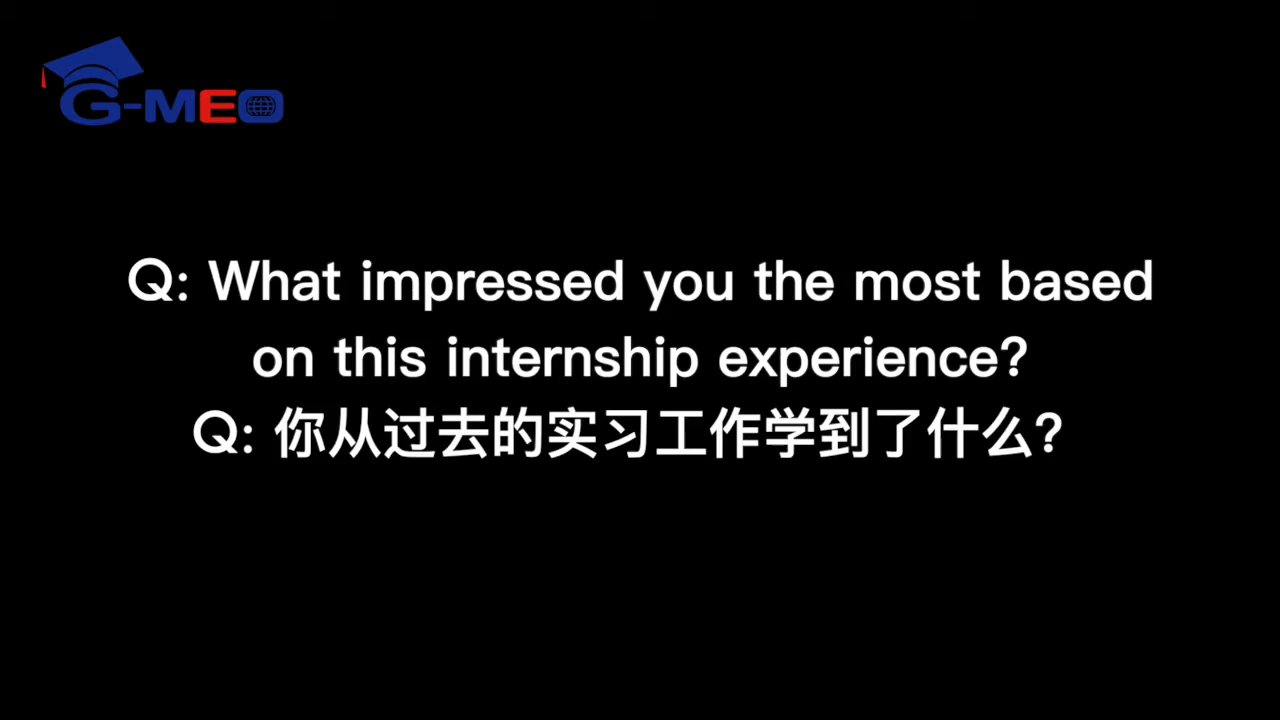 G-MEO
Q: What impressed you the most based
on this internship experience?
Q: 你从过去的实习工作学到了什么?